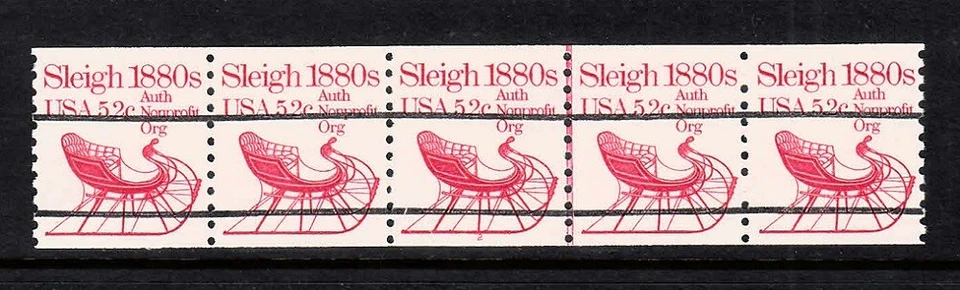 Sleigh 1880s Sleigh 1880s Sleigh 1880s Sleigh 1880s Sleigh 1880s
Auth Auth Auth Auth Auth
USA 5.2c Nonprofit USA 5.2c Nonprofit USA 5.2c Nonprofit USA 5.2c Nonprofit USA 5.2c Nonprofit
Org Org Org Org Org
2